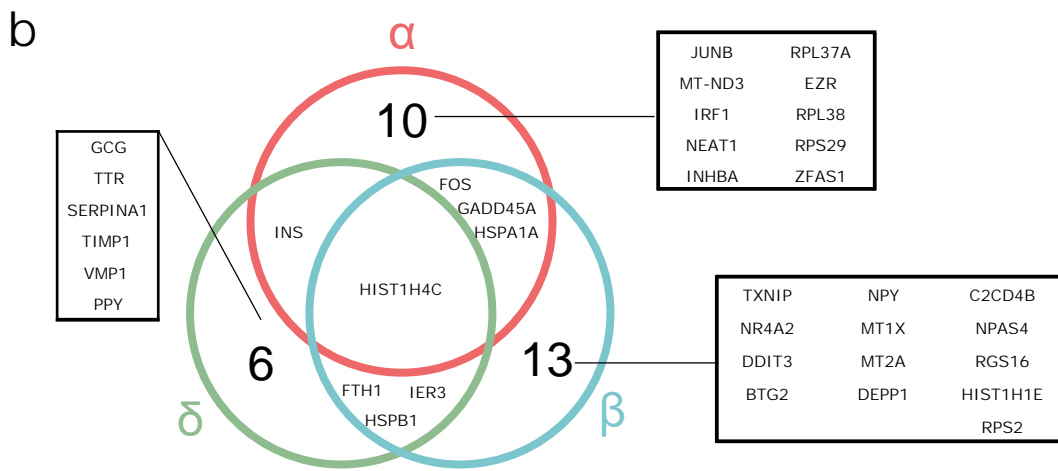 b
α
10
JUNB RPL37A
MT-ND3 EZR
IRF1 RPL38
NEAT1 RPS29
INHBA ZFAS1
GCG
TTR
SERPINA1
TIMP1
VMP1
PPY
FOS
GADD45A
HSPA1A
INS
HIST1H4C
6
13
FTH1 IER3
HSPB1
δ
β
TXNIP NPY C2CD4B
NR4A2 MT1X NPAS4
DDIT3 MT2A RGS16
BTG2 DEPP1 HIST1H1E
RPS2